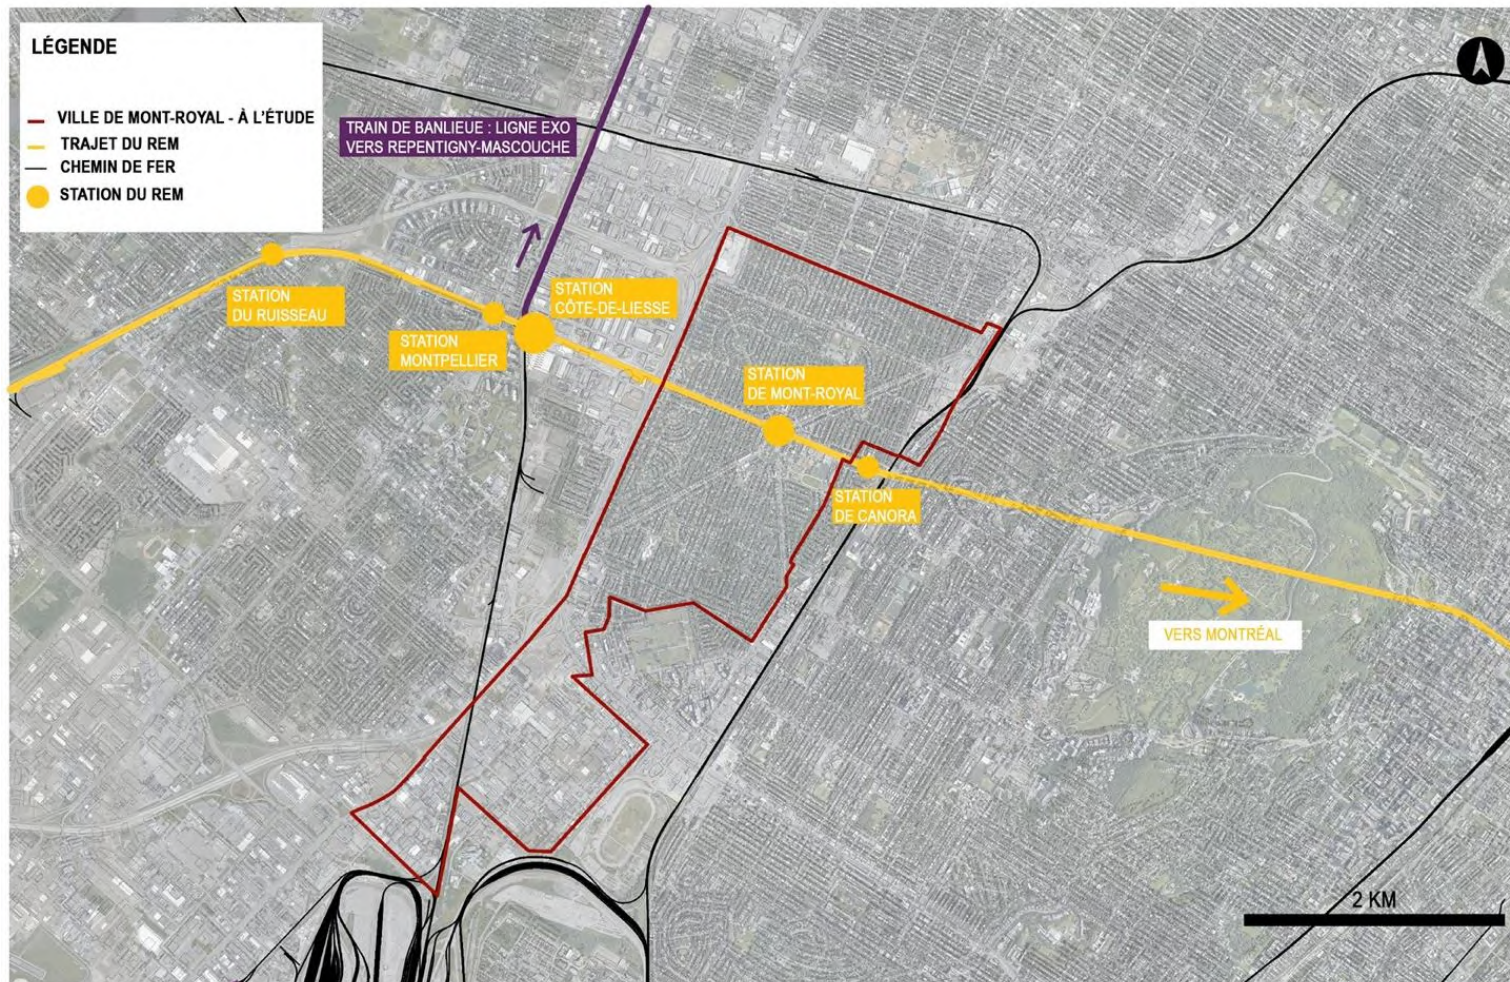 LÉGENDE
VILLE DE MONT-ROYAL - À L'ÉTUDE
TRAJET DU REM
CHEMIN DE FER
STATION DU REM
TRAIN DE BANLIEUE : LIGNE EXO
VERS REPENTIGNY-MASCOUCHE
STATION
DU RUISSEAU
STATION
CÔTE-DE-LIESSE
STATION
MONTPELLIER
STATION
DE MONT-ROYAL
STATION
DE CANORA
VERS MONTRÉAL
2 KM